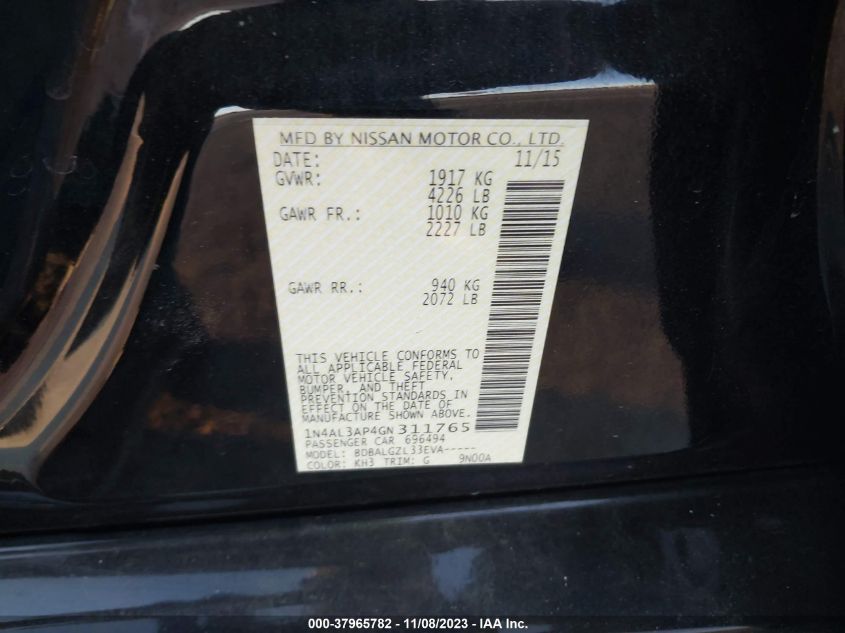 MFD BY NISSAN MOTOR CO., LTD.
DATE: 11/15
GVWR: 1917 KG
4226 LB
GAWR FR.: 1010 KG
2227 LB
GAWR RR.: 940 KG
2072 LB
THIS VEHICLE CONFORMS TO
ALL APPLICABLE FEDERAL
MOTOR VEHICLE SAFETY,
BUMPER, AND THEFT
PREVENTION STANDARDS IN
EFFECT ON THE DATE OF
MANUFACTURE SHOWN ABOVE.
1N4AL3AP4GN311765
PASSENGER CAR 696494
MODEL: BDBALGZL33EVA-----
COLOR: KH3 TRIM: G 9N00A
000-37965782 - 11/08/2023 - IAA Inc.